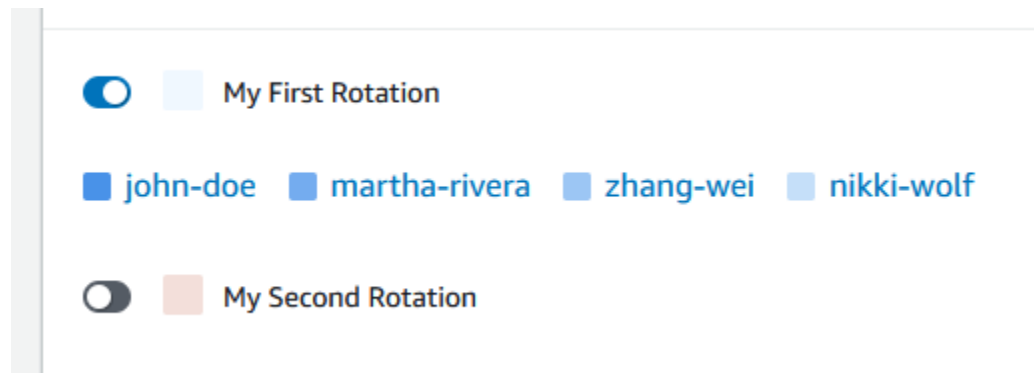 My First Rotation
john-doe martha-rivera zhang-wei nikki-wolf
My Second Rotation